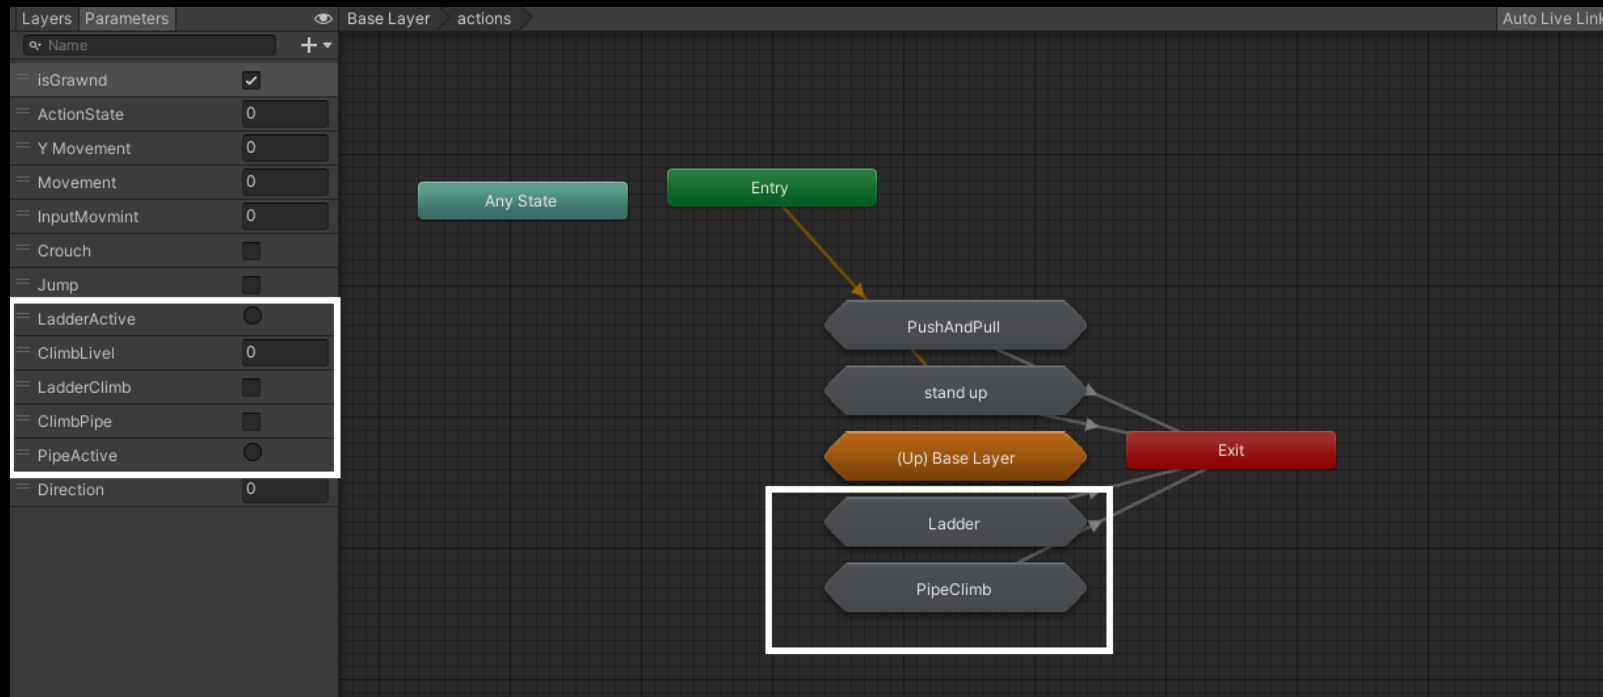 Layers Parameters
Base Layer actions
Auto Live Link
Name
isGrawnd
ActionState 0
Y Movement 0
Movement 0
InputMovmint 0
Crouch
Jump
LadderActive
ClimbLivel 0
LadderClimb
ClimbPipe
PipeActive
Direction 0
Any State
Entry
PushAndPull
stand up
(Up) Base Layer
Exit
Ladder
PipeClimb